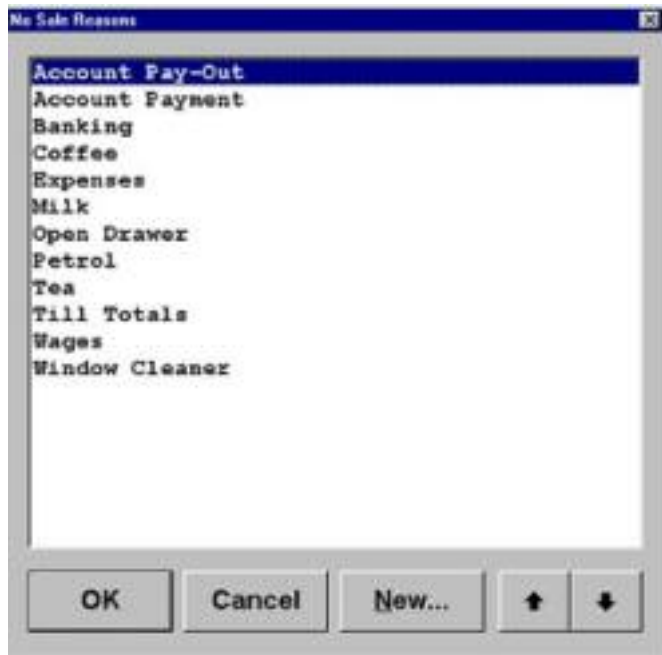 No Sale Reasons
Account Pay-Out
Account Payment
Banking
Coffee
Expenses
Milk
Open Drawer
Petrol
Tea
Till Totals
Wages
Window Cleaner
OK Cancel New...